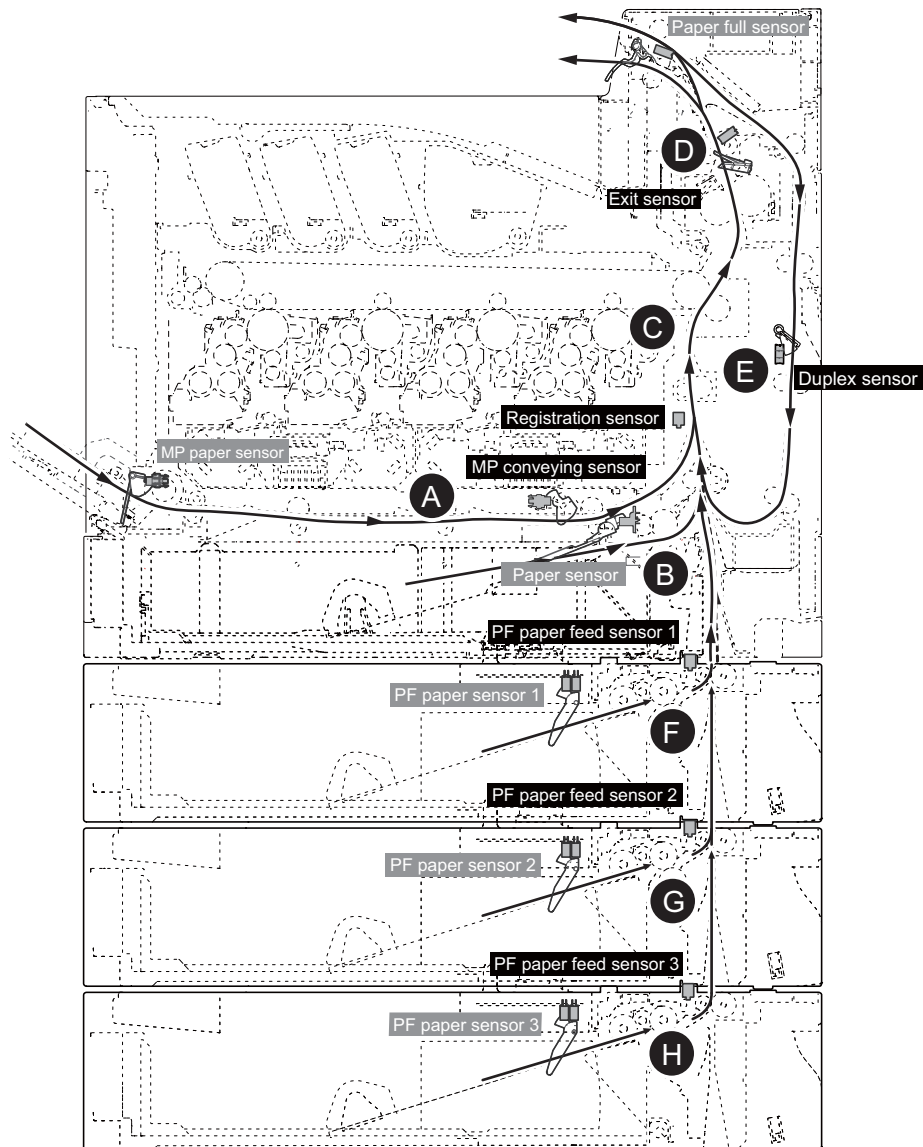 Paper full sensor
D
Exit sensor
C
E
Duplex sensor
Registration sensor
MP paper sensor
MP conveying sensor
A
Paper sensor
B
PF paper feed sensor 1
PF paper sensor 1
F
PF paper feed sensor 2
PF paper sensor 2
G
PF paper feed sensor 3
PF paper sensor 3
H